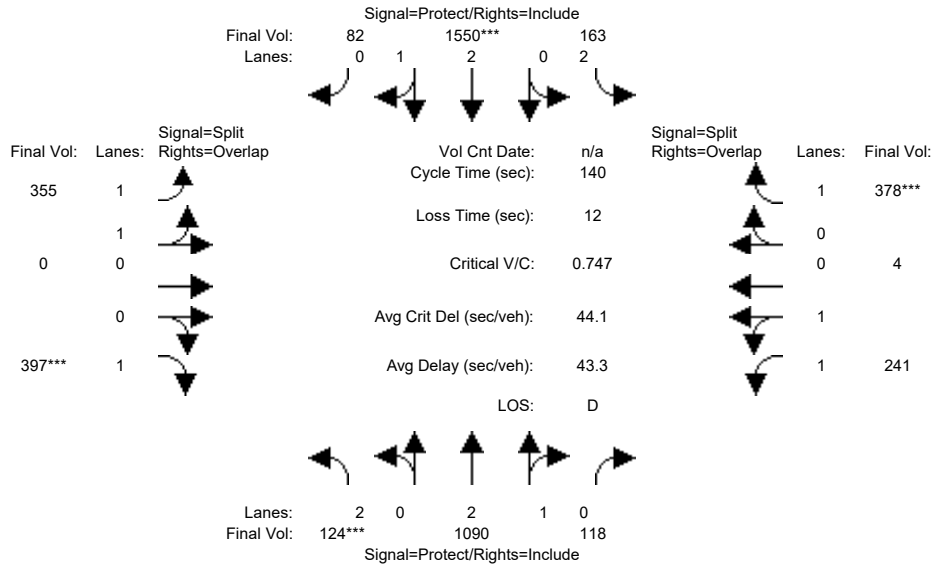 Signal=Protect/Rights=Include
Final Vol: 82 1550*** 163
Lanes: 0 1 2 0 2
Signal=Split Signal=Split
Final Vol: Lanes: Rights=Overlap Vol Cnt Date: n/a Rights=Overlap Lanes: Final Vol:
Cycle Time (sec): 140
355 1 1 378***
Loss Time (sec): 12
1 0
0 0 Critical V/C: 0.747 0 4
0 Avg Crit Del (sec/veh): 44.1 1
397*** 1 Avg Delay (sec/veh): 43.3 1 241
LOS: D
Lanes: 2 0 2 1 0
Final Vol: 124*** 1090 118
Signal=Protect/Rights=Include